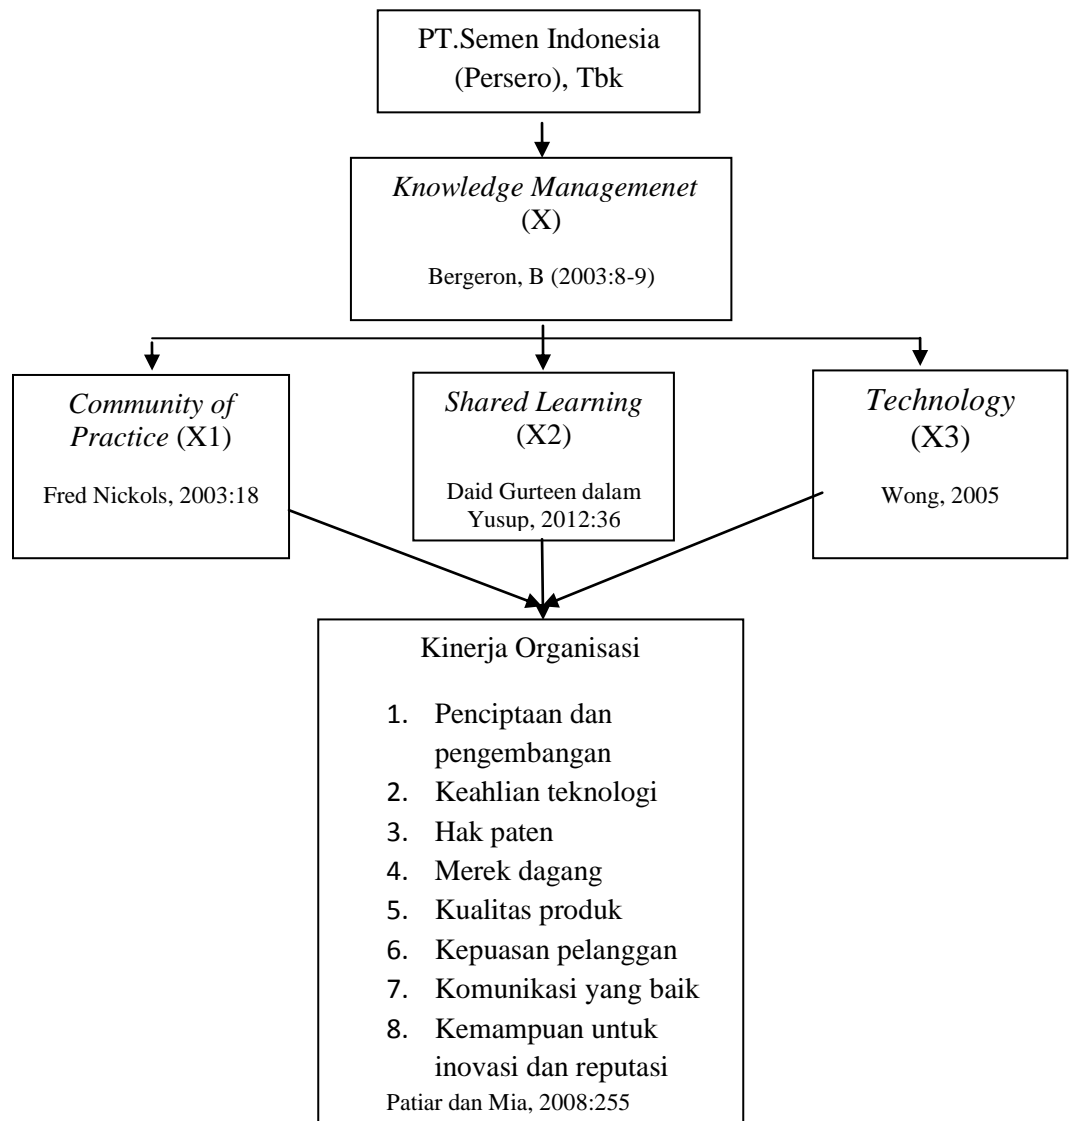 PT.Semen Indonesia
(Persero), Tbk
Knowledge Managemenet
(X)
Bergeron, B (2003:8-9)
Community of
Practice (X1)
Fred Nickols, 2003:18
Shared Learning
(X2)
Daid Gurteen dalam
Yusup, 2012:36
Technology
(X3)
Wong, 2005
Kinerja Organisasi
1. Penciptaan dan
pengembangan
2. Keahlian teknologi
3. Hak paten
4. Merek dagang
5. Kualitas produk
6. Kepuasan pelanggan
7. Komunikasi yang baik
8. Kemampuan untuk
inovasi dan reputasi
Patiar dan Mia, 2008:255